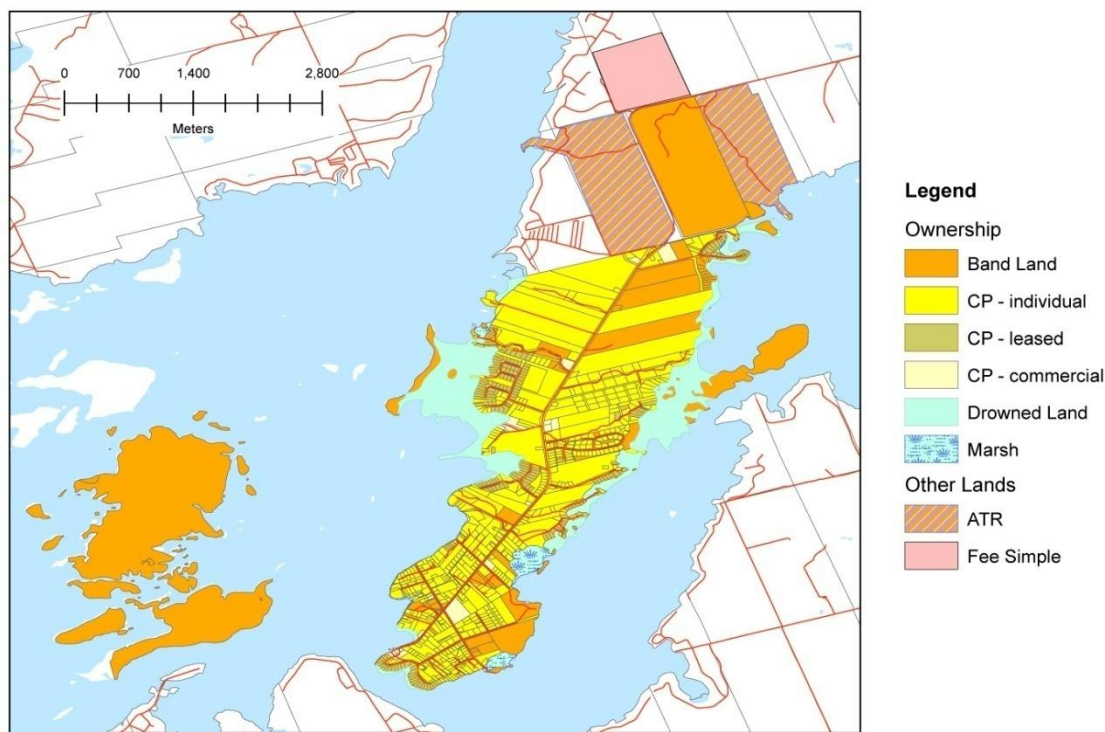 0 700 1,400 2,800
Meters
Legend
Ownership
Band Land
CP - individual
CP - leased
CP - commercial
Drowned Land
Marsh
Other Lands
ATR
Fee Simple